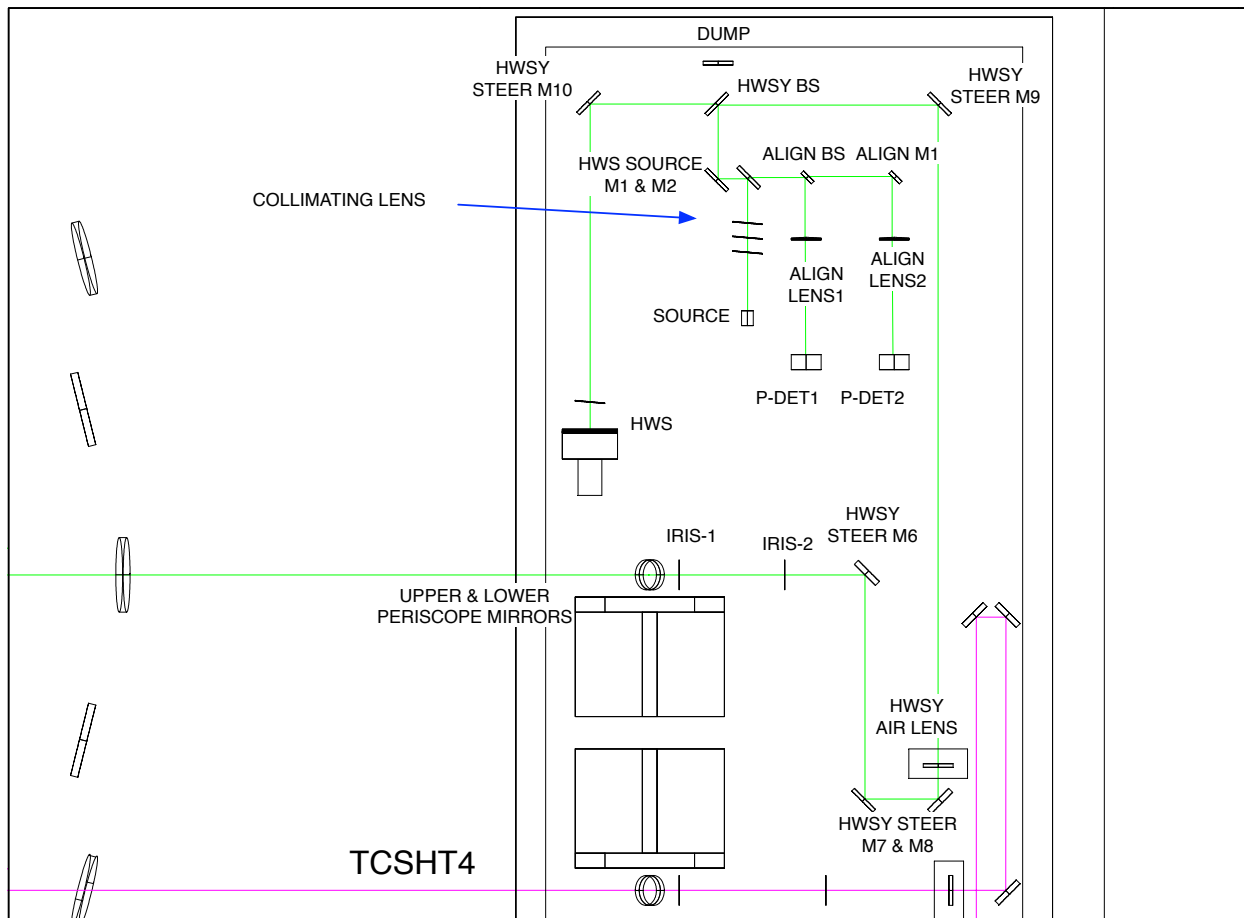 DUMP
HWSY
STEER M10
HWSY BS
HWSY
STEER M9
HWS SOURCE
M1 & M2
ALIGN BS
ALIGN M1
COLLIMATING LENS
ALIGN
LENS1
ALIGN
LENS2
SOURCE
P-DET1
P-DET2
HWS
HWSY
STEER M6
IRIS-1
IRIS-2
UPPER & LOWER
PERISCOPE MIRRORS
HWSY
AIR LENS
HWSY STEER
M7 & M8
TCSHT4